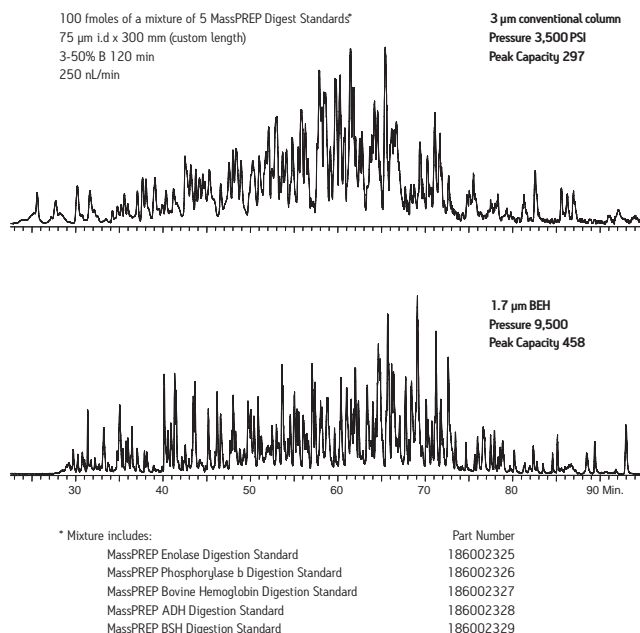 100 fmoles of a mixture of 5 MassPREP Digest Standards*
75 µm i.d x 300 mm (custom length)
3-50% B 120 min
250 nL/min
3 µm conventional column
Pressure 3,500 PSI
Peak Capacity 297
1.7 µm BEH
Pressure 9,500
Peak Capacity 458
30 40 50 60 70 80 90 Min.
* Mixture includes: Part Number
MassPREP Enolase Digestion Standard 186002325
MassPREP Phosphorylase b Digestion Standard 186002326
MassPREP Bovine Hemoglobin Digestion Standard 186002327
MassPREP ADH Digestion Standard 186002328
MassPREP BSH Digestion Standard 186002329